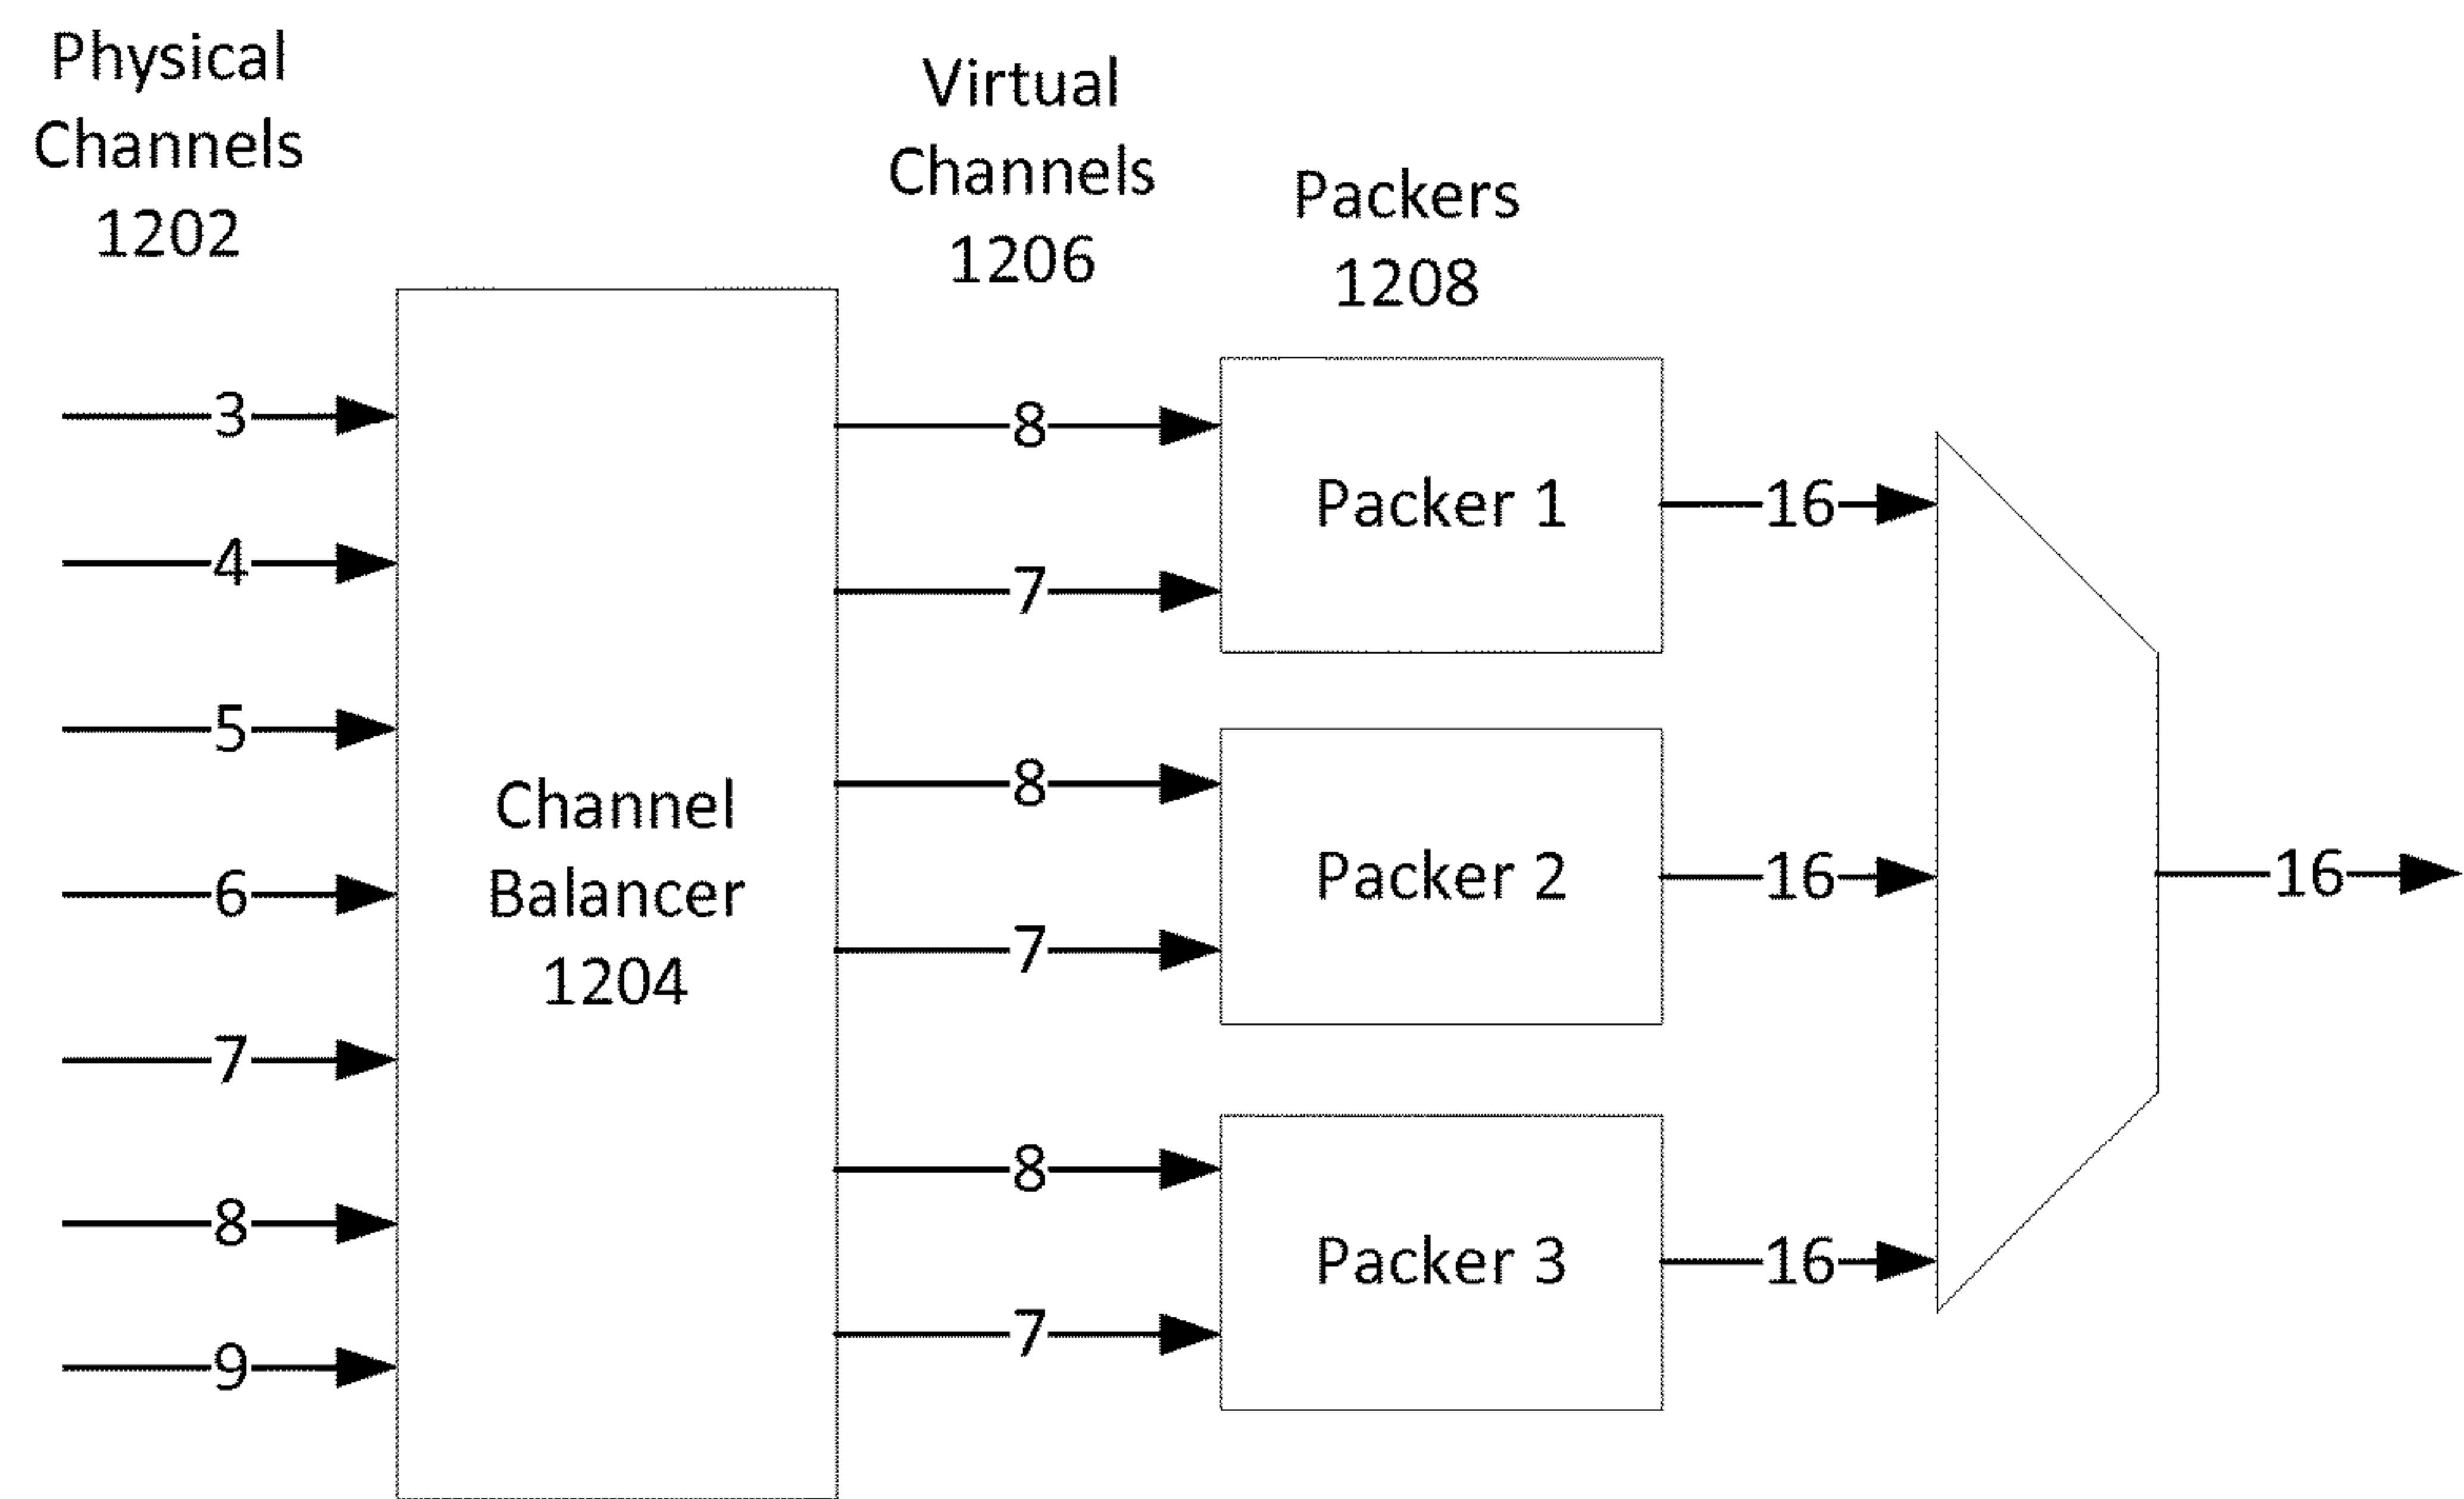 Physical
Channels
1202
Virtual
Channels
1206
Packers
1208
3
4
5
6
7
8
9
Channel
Balancer
1204
8
7
8
7
8
7
Packer 1
Packer 2
Packer 3
16
16
16
16